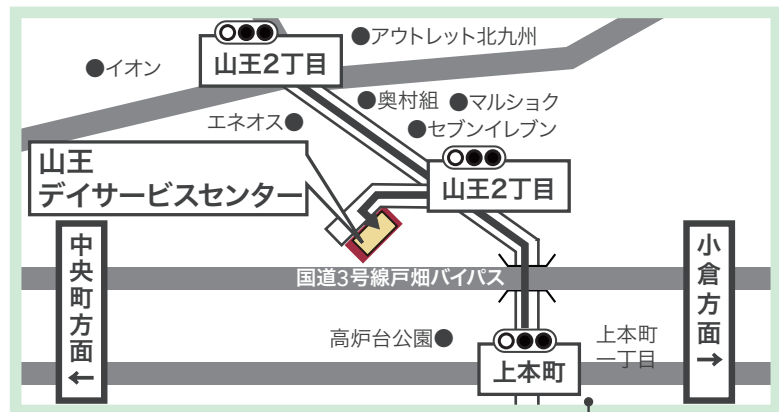 ●アウトレット北九州
山王2丁目
●イオン
●奥村組
●マルショク
エネオス●
●セブンイレブン
山王
デイサービスセンター
山王2丁目
中央町方面
←
小倉方面
→
国道3号線戸畑バイパス
高炉台公園●
上本町
一丁目
上本町